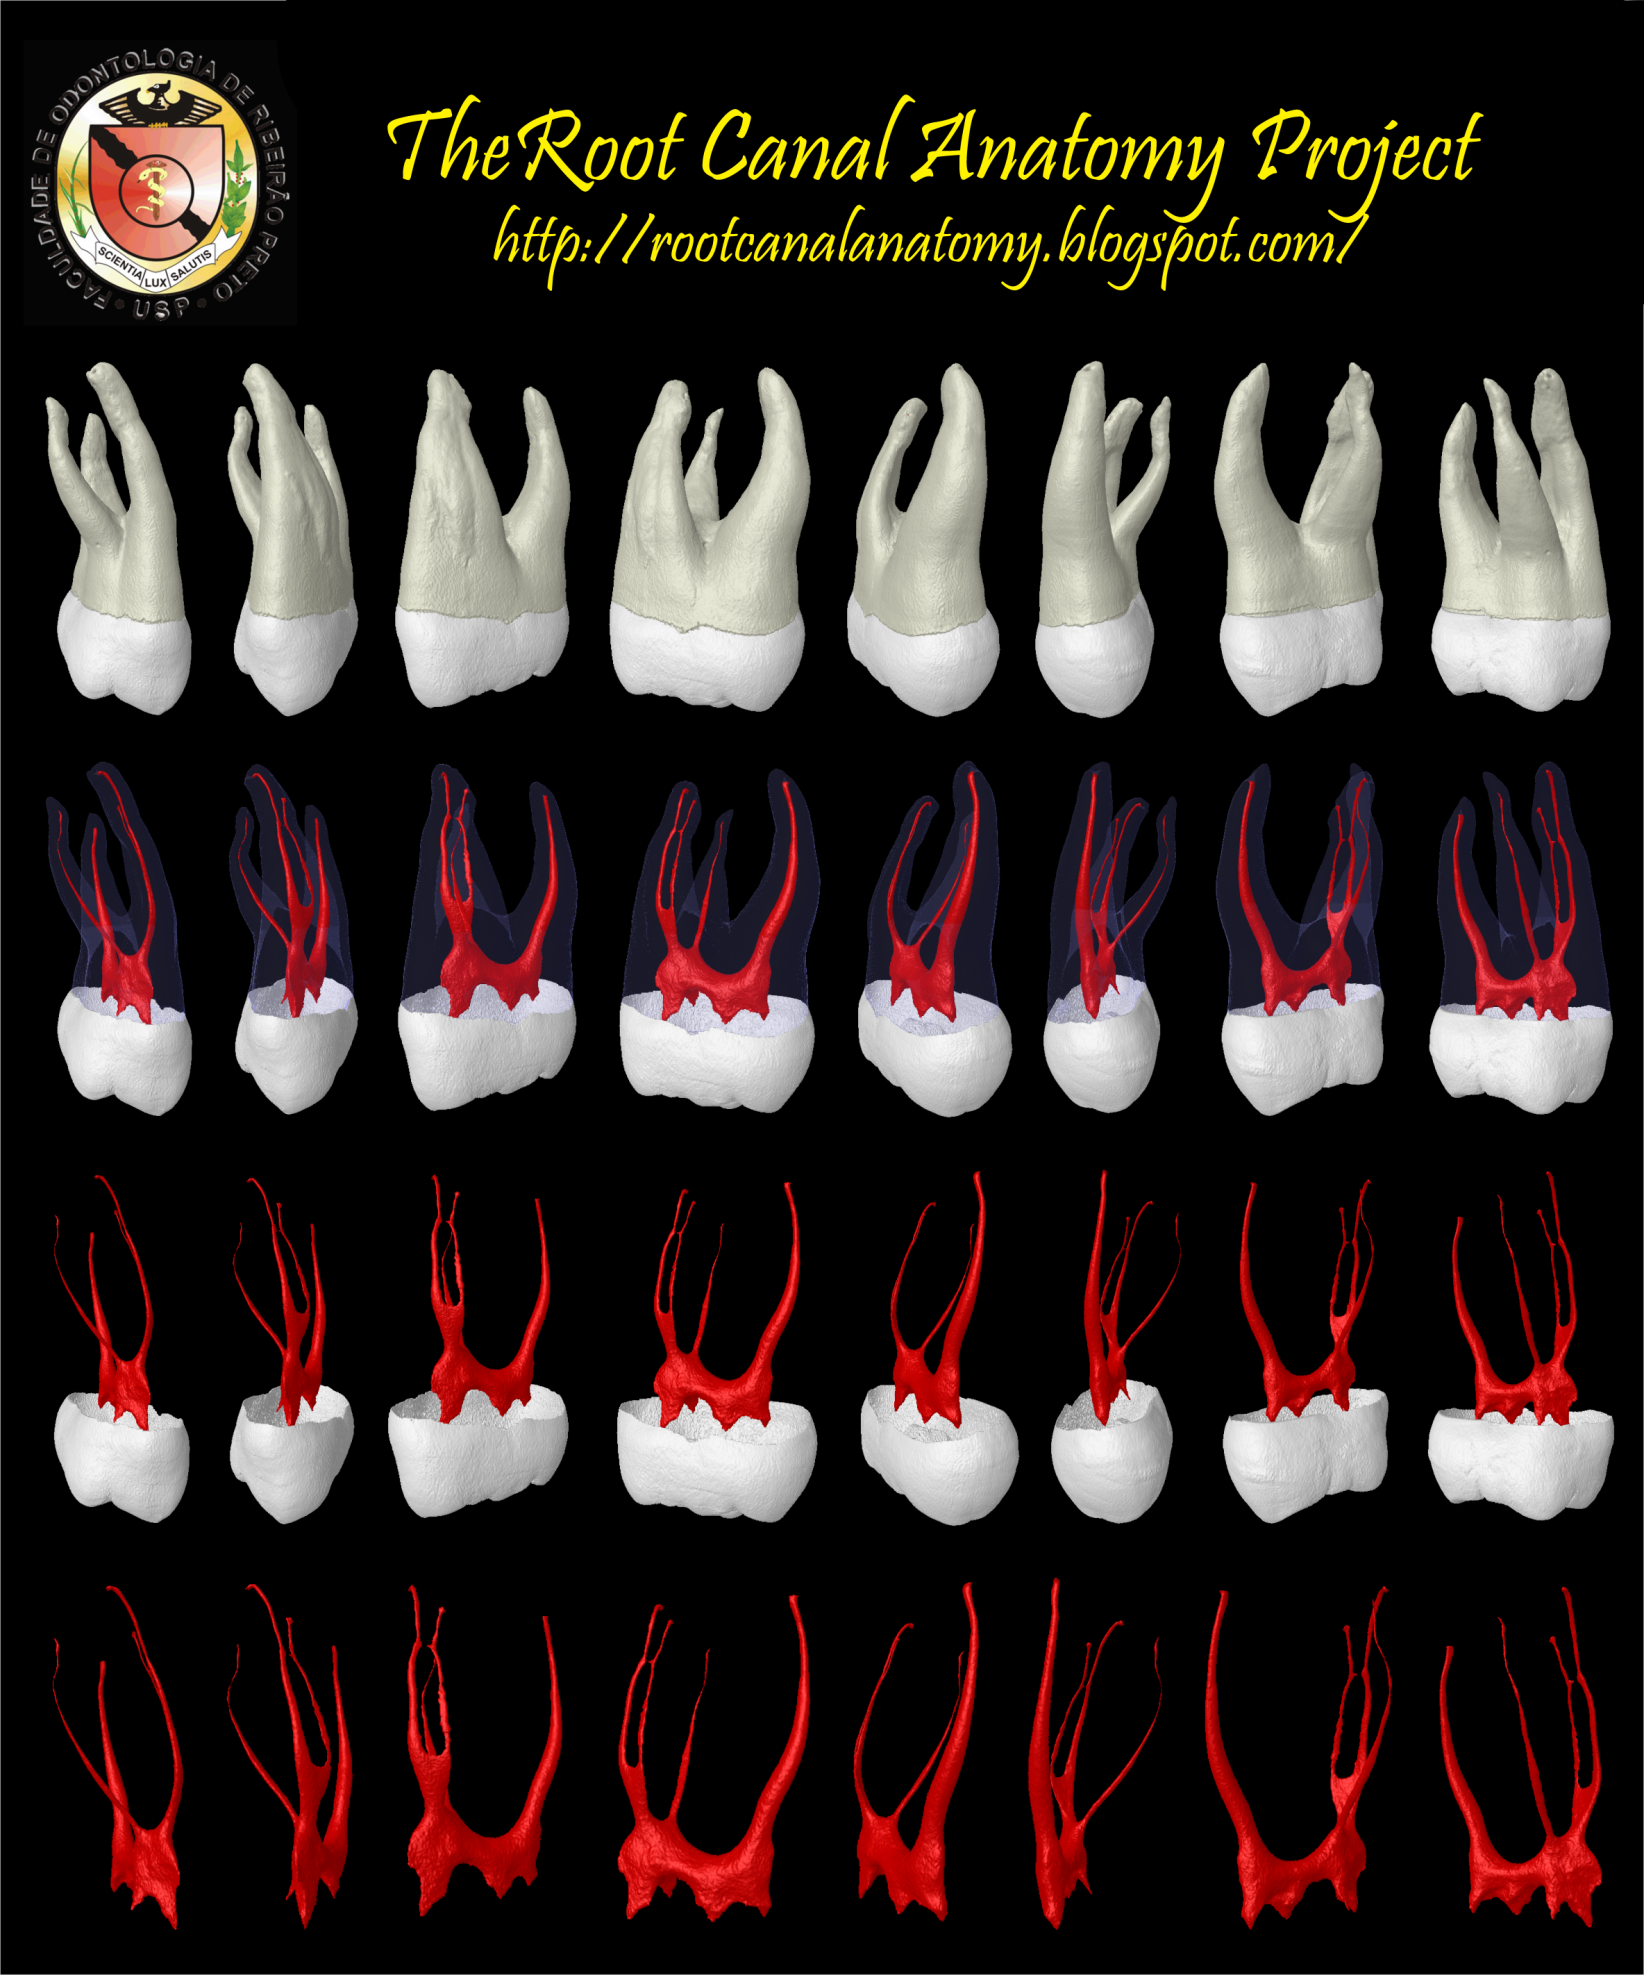 FACULDADE DE ODONTOLOGIA DE RIBEIRÃO PRETO
• USP •
SCIENTIA LUX SALUTIS
The Root Canal Anatomy Project
http://rootcanalanatomy.blogspot.com/